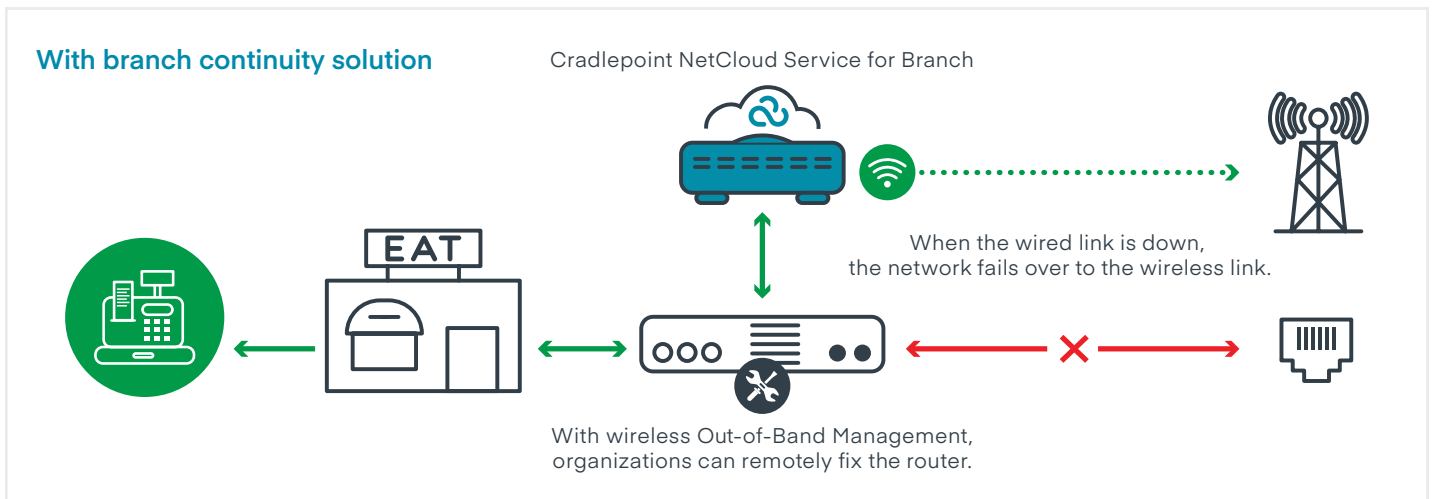 With branch continuity solution
Cradlepoint NetCloud Service for Branch
When the wired link is down,
the network fails over to the wireless link.
EAT
With wireless Out-of-Band Management,
organizations can remotely fix the router.